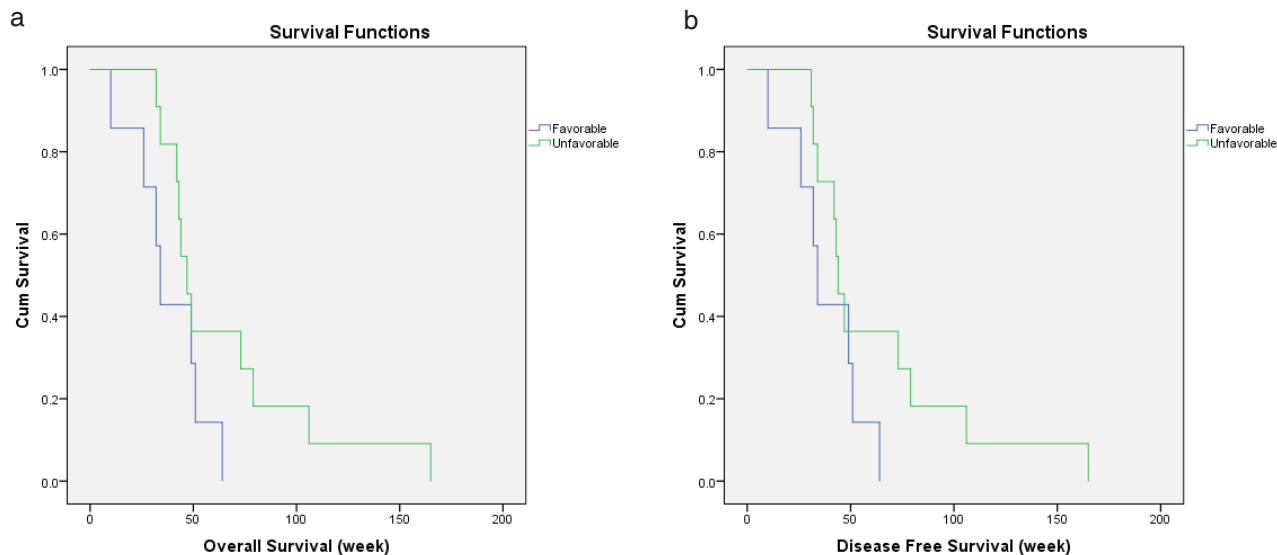 a
Survival Functions
1.0
0.8
0.6
0.4
0.2
0.0
Cum Survival
0
50
100
150
200
Overall Survival (week)
Favorable
Unfavorable
b
Survival Functions
1.0
0.8
0.6
0.4
0.2
0.0
Cum Survival
0
50
100
150
200
Disease Free Survival (week)
Favorable
Unfavorable